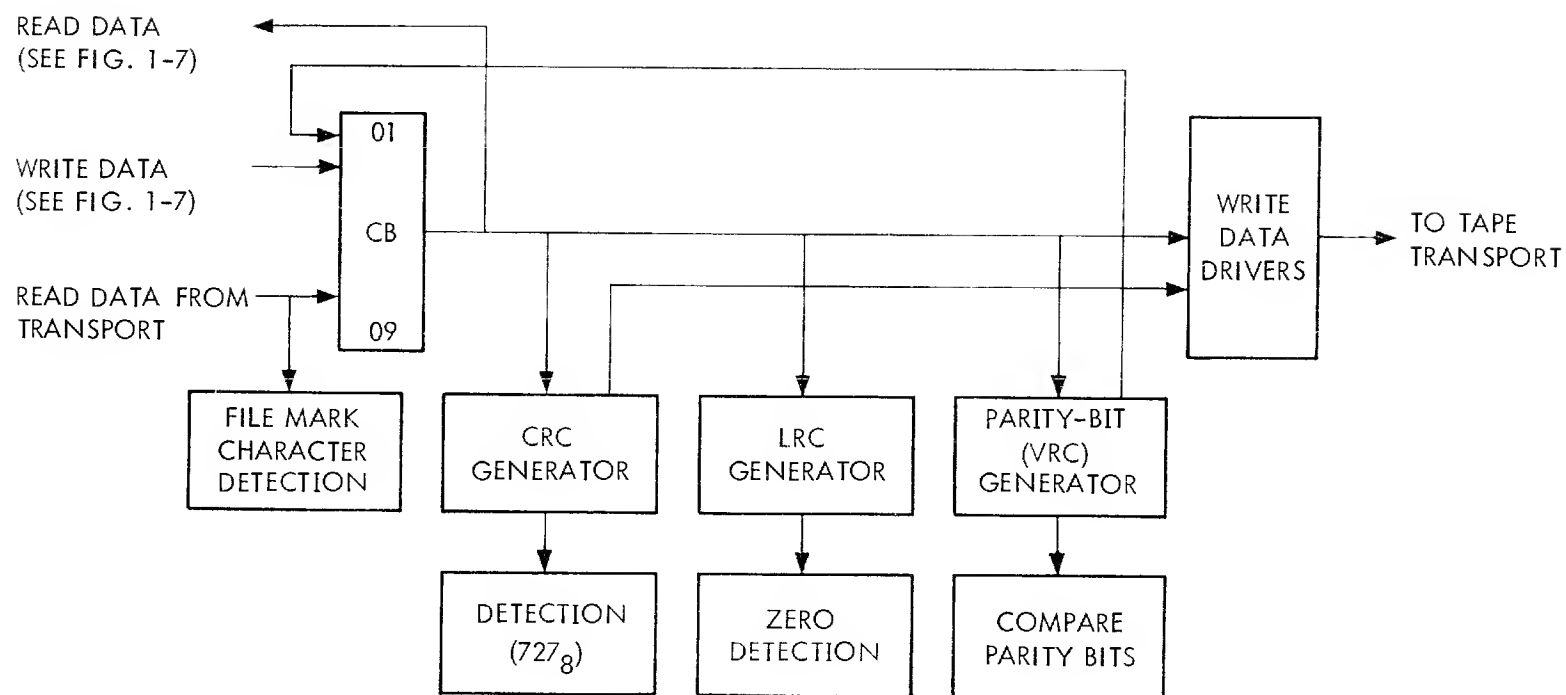 READ DATA
(SEE FIG. 1-7)
WRITE DATA
(SEE FIG. 1-7)
READ DATA FROM
TRANSPORT
01
CB
09
WRITE
DATA
DRIVERS
TO TAPE
TRANSPORT
FILE MARK
CHARACTER
DETECTION
CRC
GENERATOR
LRC
GENERATOR
PARITY-BIT
(VRC)
GENERATOR
DETECTION
(727₈)
ZERO
DETECTION
COMPARE
PARITY BITS